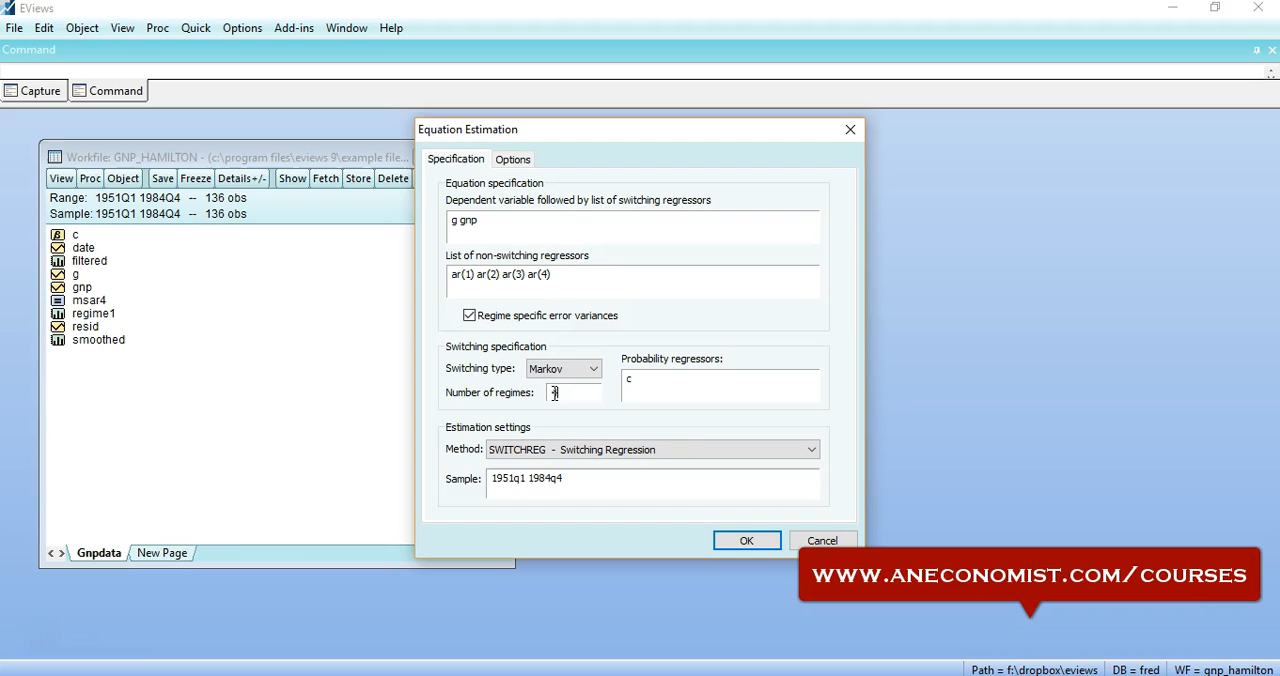 EViews
File Edit Object View Proc Quick Options Add-ins Window Help
Command
Capture Command
Workfile: GNP_HAMILTON - (c:\program files\eviews 9\example file...
View Proc Object Save Freeze Details+/- Show Fetch Store Delete
Range: 1951Q1 1984Q4 -- 136 obs
Sample: 1951Q1 1984Q4 -- 136 obs
c
date
filtered
g
gnp
msar4
regime1
resid
smoothed
Gnpdata New Page
Equation Estimation
Specification Options
Equation specification
Dependent variable followed by list of switching regressors
g gnp
List of non-switching regressors
ar(1) ar(2) ar(3) ar(4)
Regime specific error variances
Switching specification
Switching type: Markov
Number of regimes:
Probability regressors:
c
Estimation settings
Method: SWITCHREG - Switching Regression
Sample: 1951q1 1984q4
OK Cancel
WWW.ANECONOMIST.COM/COURSES
Path = f:\dropbox\eviews DB = fred WF = gnp_hamilton